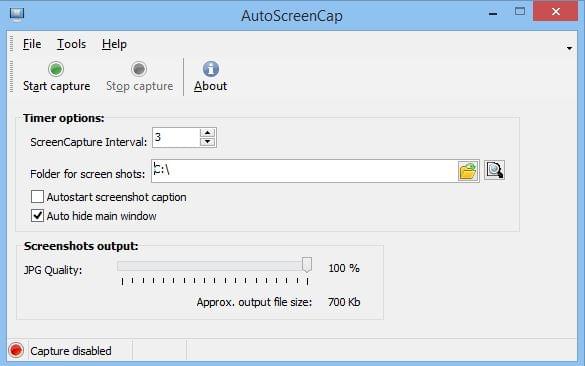 AutoScreenCap
File Tools Help
Start capture Stop capture About
Timer options:
ScreenCapture Interval: 3
Folder for screen shots: :\
Autostart screenshot caption
Auto hide main window
Screenshots output:
JPG Quality: 100 %
Approx. output file size: 700 Kb
Capture disabled